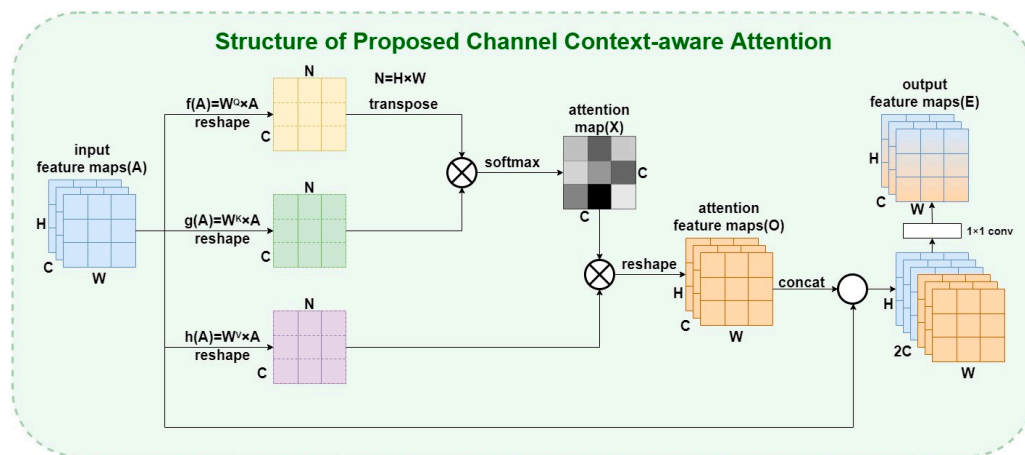 Structure of Proposed Channel Context-aware Attention
input
feature maps(A)
H
C
W
f(A)=W^Q×A
reshape
N
C
N=H×W
transpose
g(A)=W^K×A
reshape
N
C
h(A)=W^V×A
reshape
N
C
softmax
attention
map(X)
C
C
reshape
attention
feature maps(O)
H
C
W
concat
output
feature maps(E)
H
C
W
1×1 conv
H
2C
W